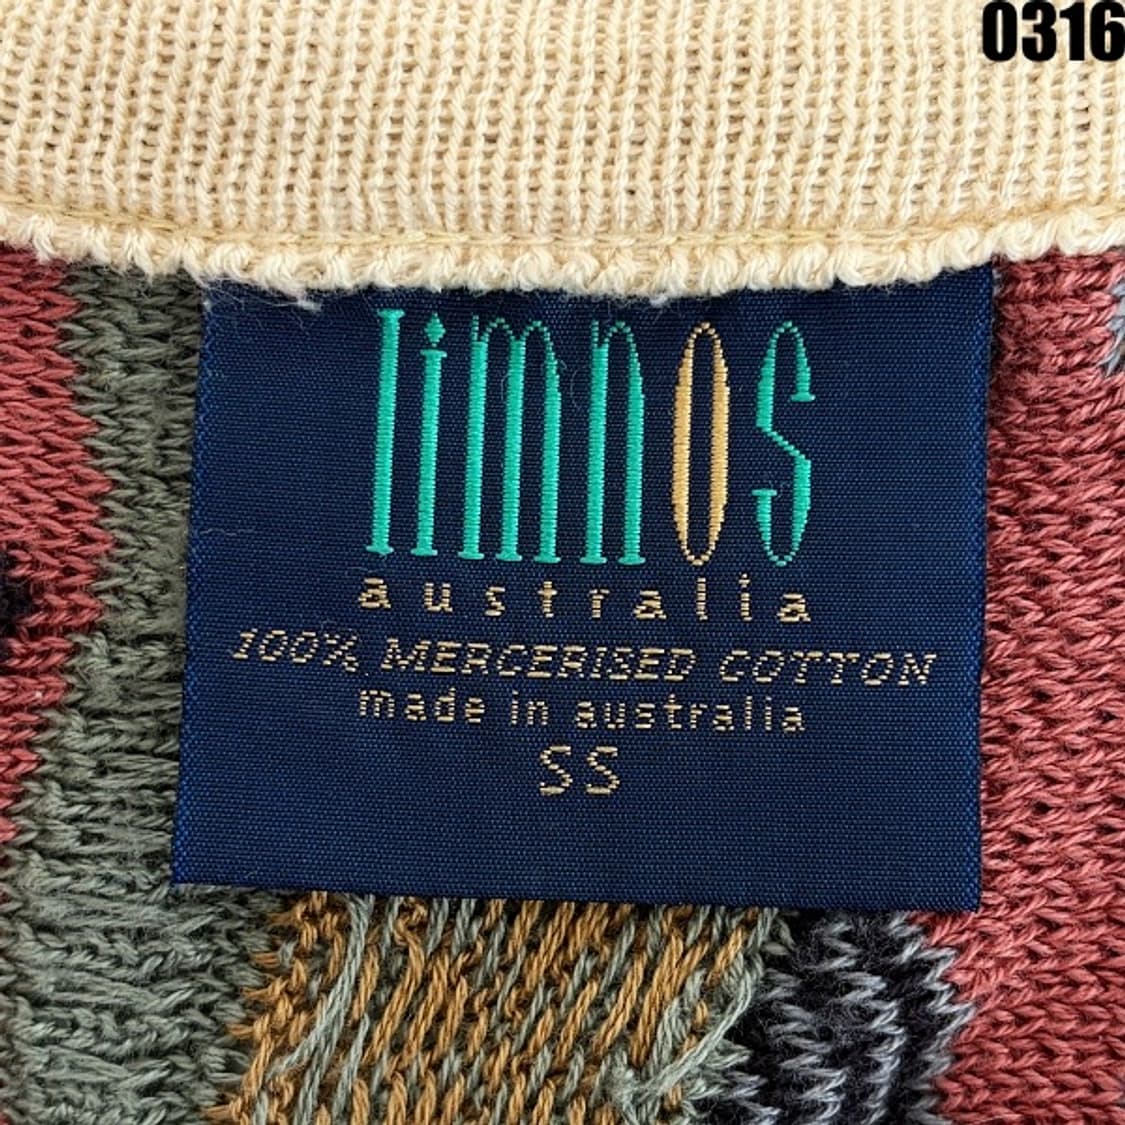 0316
limnos
australia
100% MERCERISED COTTON
made in australia
SS